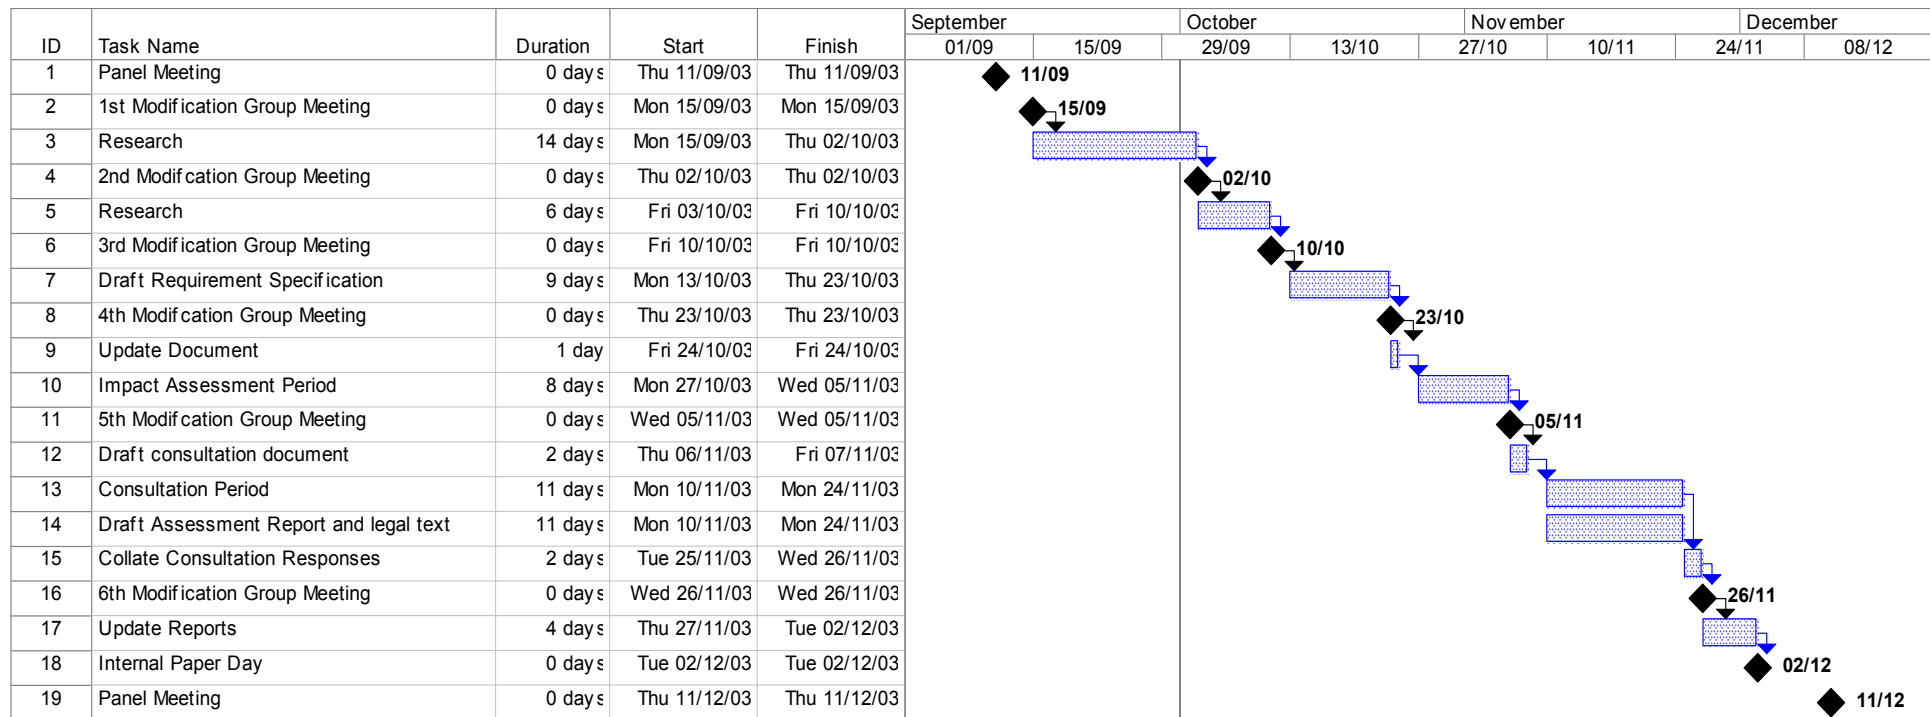 September October November December
ID Task Name Duration Start Finish 01/09 15/09 29/09 13/10 27/10 10/11 24/11 08/12
1 Panel Meeting 0 days Thu 11/09/03 Thu 11/09/03 11/09
2 1st Modification Group Meeting 0 days Mon 15/09/03 Mon 15/09/03 15/09
3 Research 14 days Mon 15/09/03 Thu 02/10/03
4 2nd Modifcation Group Meeting 0 days Thu 02/10/03 Thu 02/10/03 02/10
5 Research 6 days Fri 03/10/03 Fri 10/10/03
6 3rd Modification Group Meeting 0 days Fri 10/10/03 Fri 10/10/03 10/10
7 Draft Requirement Specification 9 days Mon 13/10/03 Thu 23/10/03
8 4th Modifcation Group Meeting 0 days Thu 23/10/03 Thu 23/10/03 23/10
9 Update Document 1 day Fri 24/10/03 Fri 24/10/03
10 Impact Assessment Period 8 days Mon 27/10/03 Wed 05/11/03
11 5th Modifcation Group Meeting 0 days Wed 05/11/03 Wed 05/11/03 05/11
12 Draft consultation document 2 days Thu 06/11/03 Fri 07/11/03
13 Consultation Period 11 days Mon 10/11/03 Mon 24/11/03
14 Draft Assessment Report and legal text 11 days Mon 10/11/03 Mon 24/11/03
15 Collate Consultation Responses 2 days Tue 25/11/03 Wed 26/11/03
16 6th Modification Group Meeting 0 days Wed 26/11/03 Wed 26/11/03 26/11
17 Update Reports 4 days Thu 27/11/03 Tue 02/12/03
18 Internal Paper Day 0 days Tue 02/12/03 Tue 02/12/03 02/12
19 Panel Meeting 0 days Thu 11/12/03 Thu 11/12/03 11/12